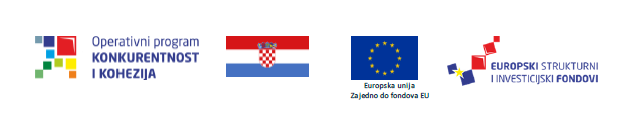 Operativni program
KONKURENTNOST
I KOHEZIJA
Europska unija
Zajedno do fondova EU
EUROPSKI STRUKTURNI
I INVESTICIJSKI FONDOVI